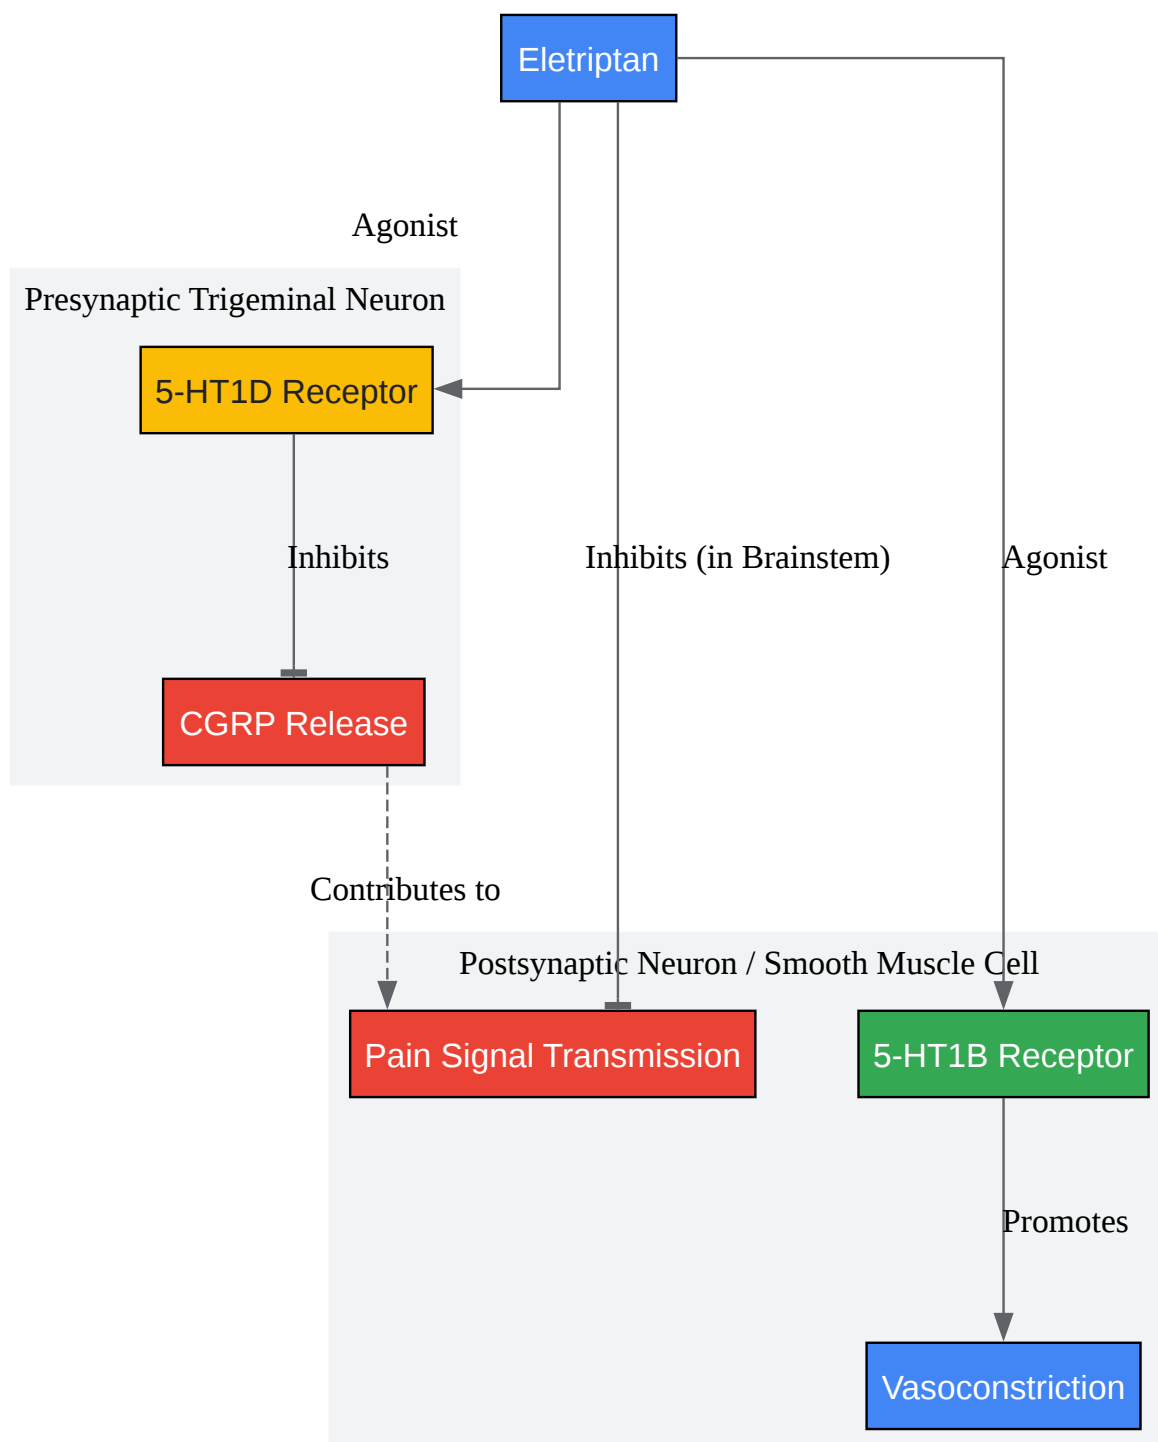 Eletriptan
Agonist
Presynaptic Trigeminal Neuron
5-HT1D Receptor
Inhibits
Inhibits (in Brainstem)
Agonist
CGRP Release
Contributes to
Postsynaptic Neuron / Smooth Muscle Cell
Pain Signal Transmission
5-HT1B Receptor
Promotes
Vasoconstriction